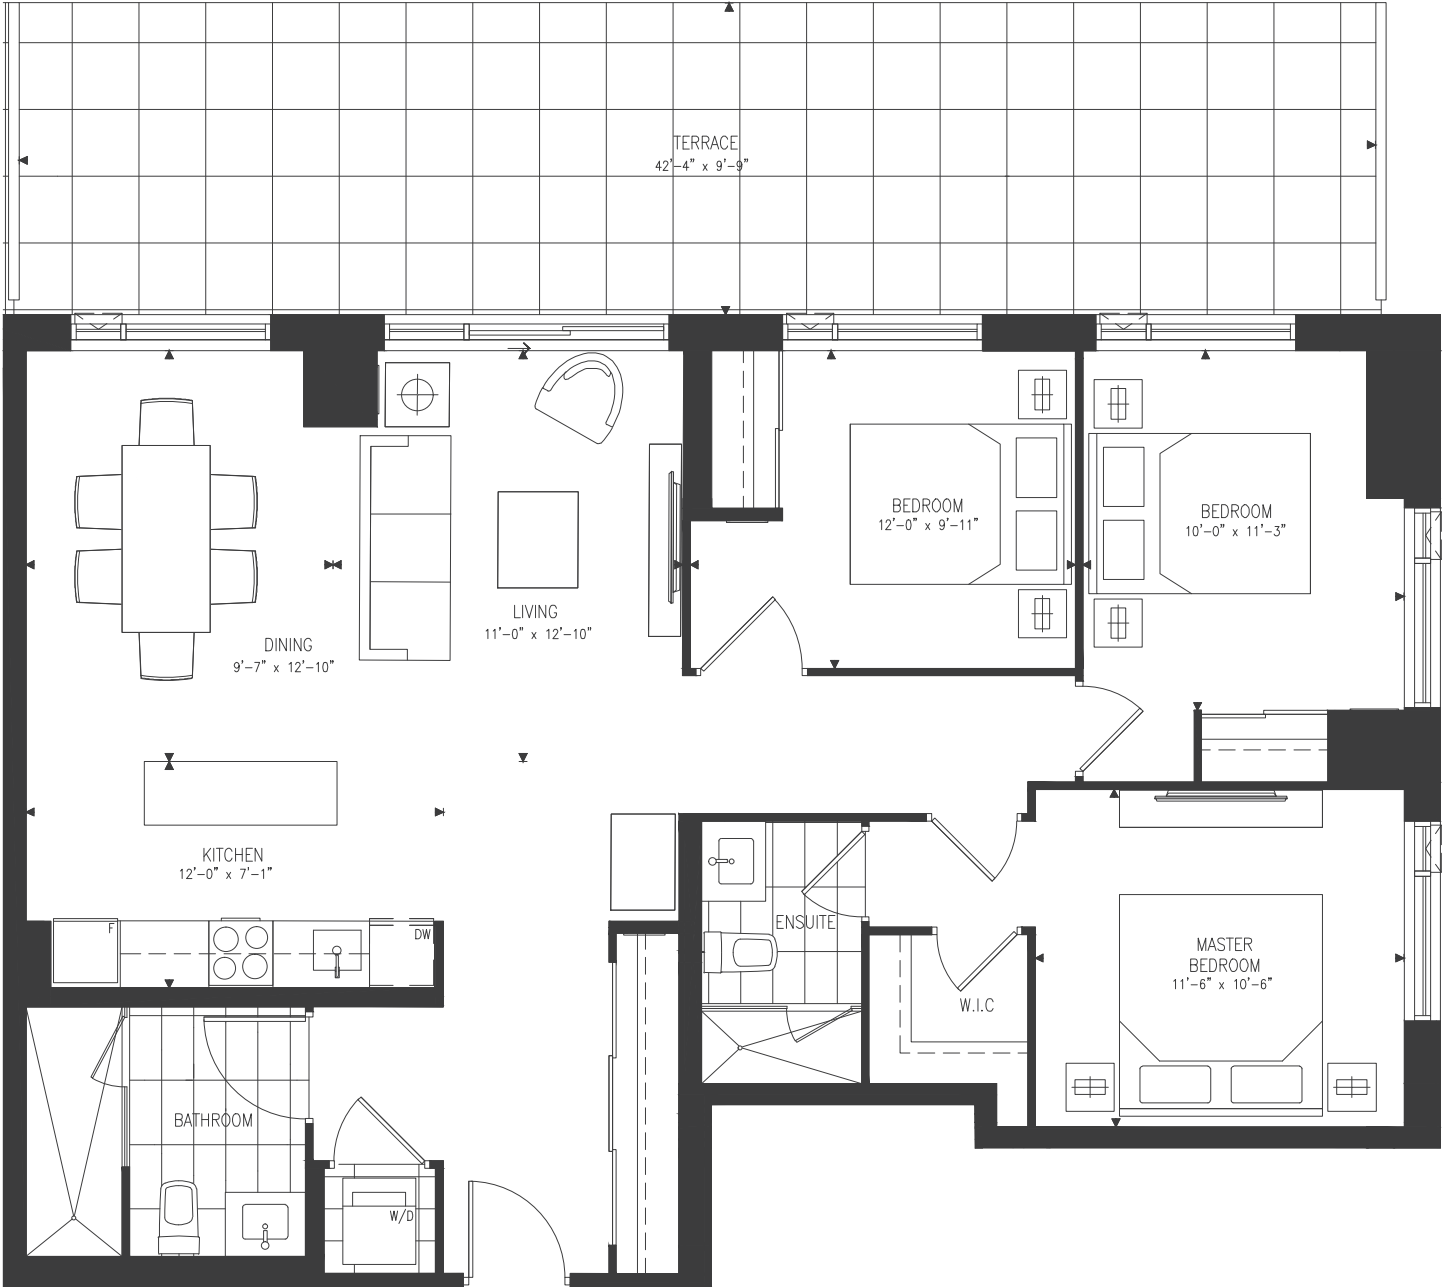 TERRACE
42'-4" x 9'-9"
BEDROOM
12'-0" x 9'-11"
BEDROOM
10'-0" x 11'-3"
LIVING
11'-0" x 12'-10"
DINING
9'-7" x 12'-10"
KITCHEN
12'-0" x 7'-1"
F
DW
ENSUITE
MASTER
BEDROOM
11'-6" x 10'-6"
W.I.C
BATHROOM
W/D